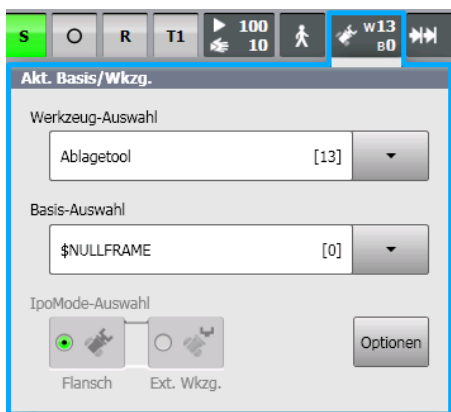 S O R T1 100 W13
10 B0
Akt. Basis/Wkzg.
Werkzeug-Auswahl
Ablagetool [13]
Basis-Auswahl
$NULLFRAME [0]
IpoMode-Auswahl
Optionen
Flansch Ext. Wkzg.